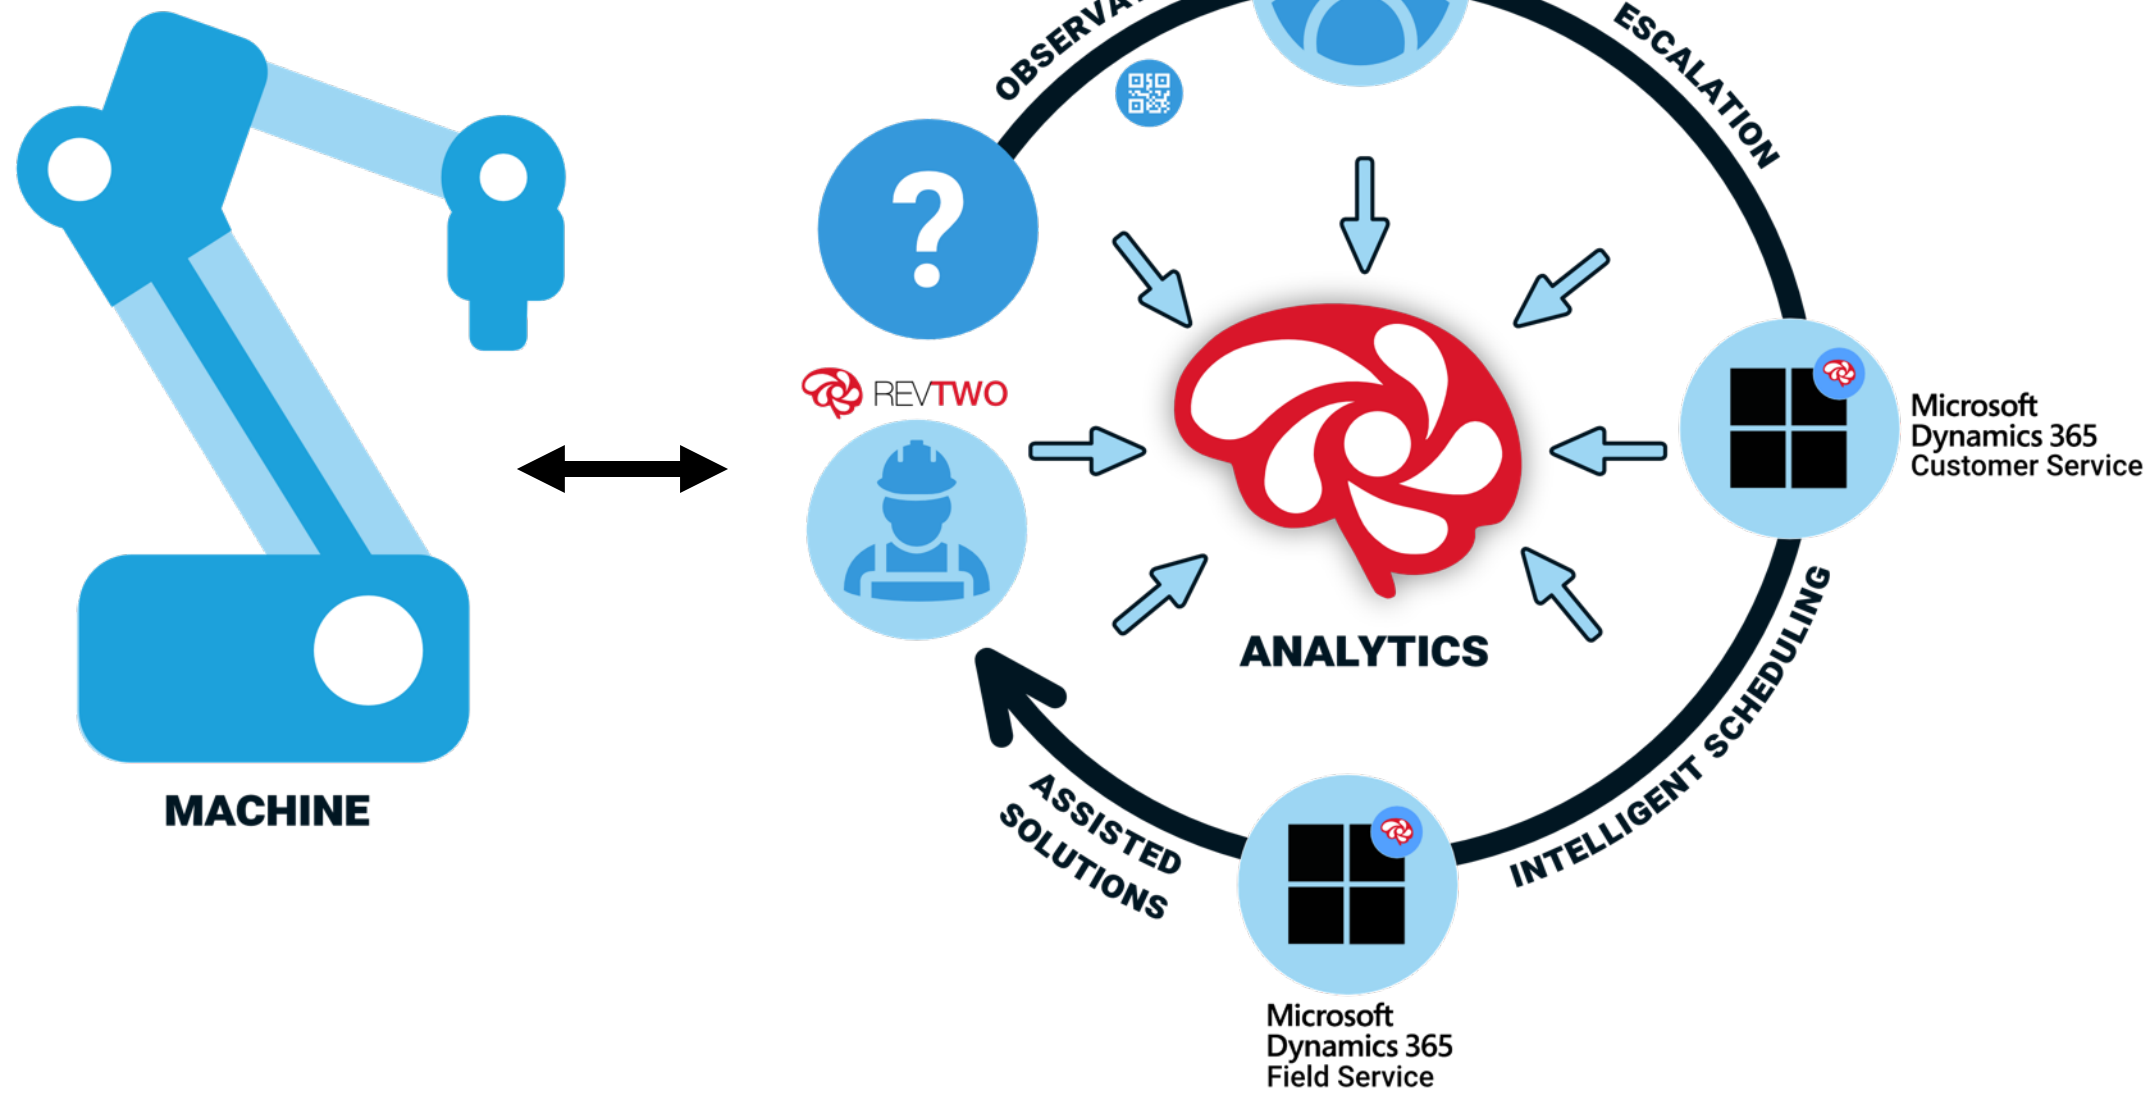 ESCALATION
?
REVTWO
Microsoft
Dynamics 365
Customer Service
ANALYTICS
MACHINE
INTELLIGENT SCHEDULING
ASSISTED
SOLUTIONS
Microsoft
Dynamics 365
Field Service